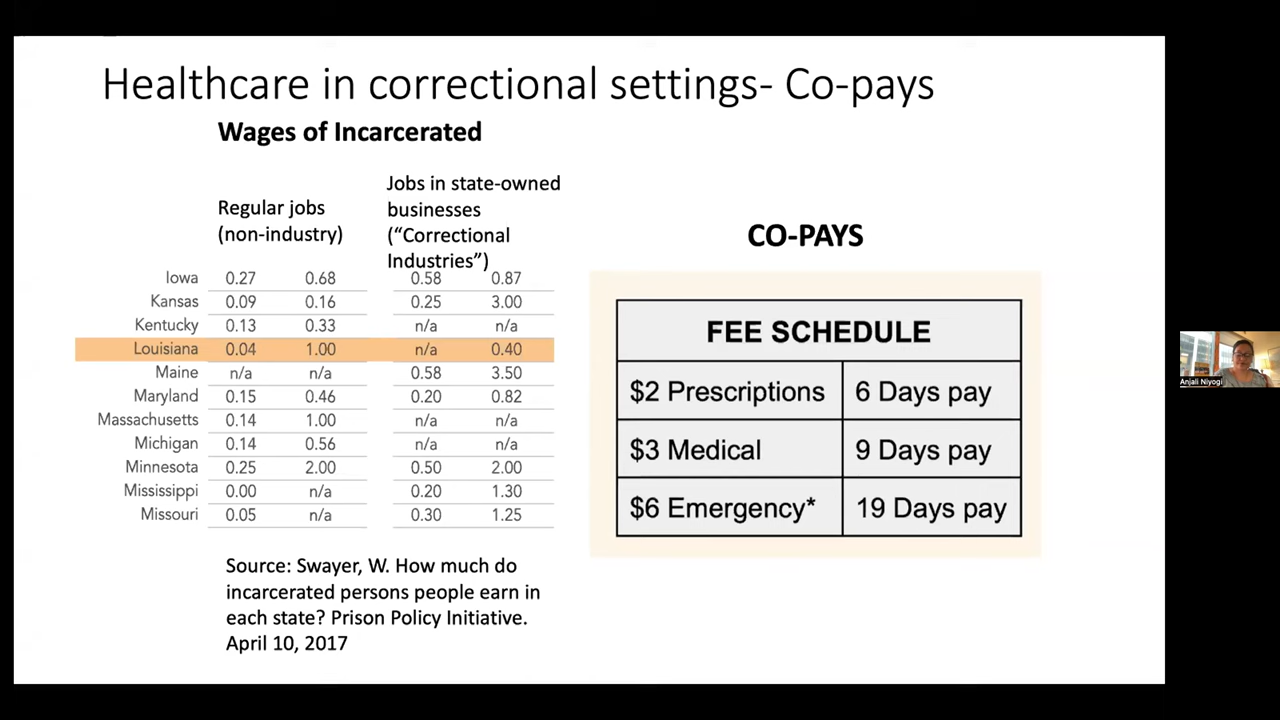 Healthcare in correctional settings- Co-pays
Wages of Incarcerated
Regular jobs
(non-industry)
Jobs in state-owned
businesses
(“Correctional
Industries”)
Iowa 0.27 0.68 0.58 0.87
Kansas 0.09 0.16 0.25 3.00
Kentucky 0.13 0.33 n/a n/a
Louisiana 0.04 1.00 n/a 0.40
Maine n/a n/a 0.58 3.50
Maryland 0.15 0.46 0.20 0.82
Massachusetts 0.14 1.00 n/a n/a
Michigan 0.14 0.56 n/a n/a
Minnesota 0.25 2.00 0.50 2.00
Mississippi 0.00 n/a 0.20 1.30
Missouri 0.05 n/a 0.30 1.25
Source: Swayer, W. How much do
incarcerated persons people earn in
each state? Prison Policy Initiative.
April 10, 2017
CO-PAYS
FEE SCHEDULE
$2 Prescriptions 6 Days pay
$3 Medical 9 Days pay
$6 Emergency* 19 Days pay
Anjali Niyogi